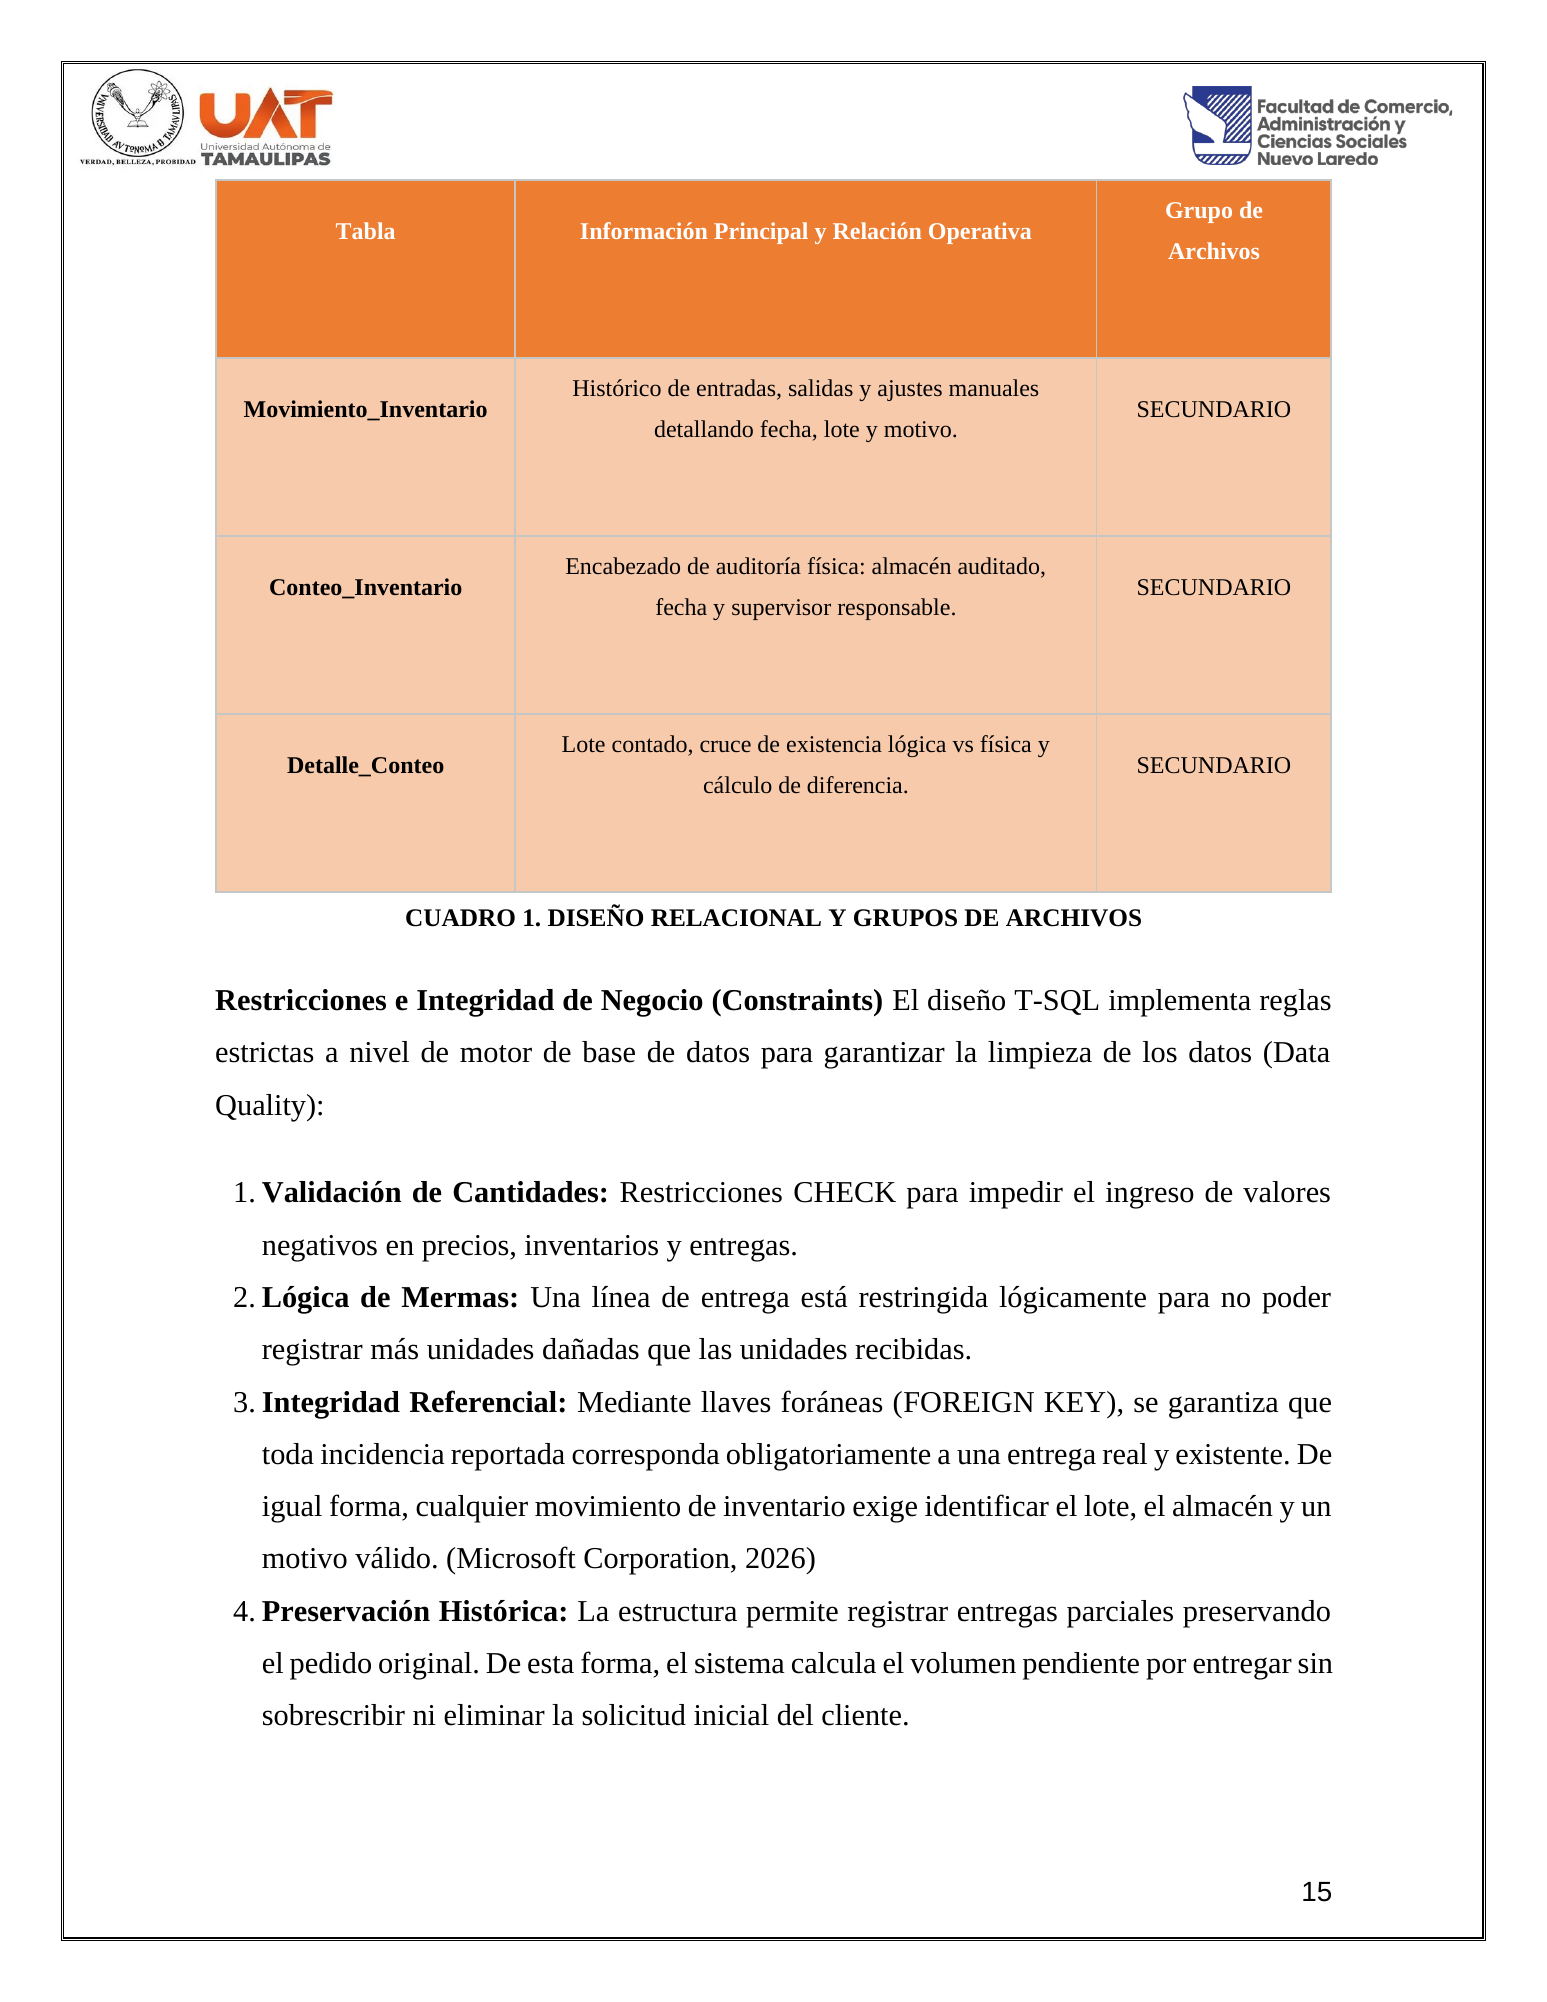 UNIVERSIDAD AUTONOMA DE TAMAULIPAS
VERDAD, BELLEZA, PROBIDAD
UAT
Universidad Autónoma de
TAMAULIPAS
Facultad de Comercio,
Administración y
Ciencias Sociales
Nuevo Laredo
Tabla
Información Principal y Relación Operativa
Grupo de
Archivos
Movimiento_Inventario
Histórico de entradas, salidas y ajustes manuales
detallando fecha, lote y motivo.
SECUNDARIO
Conteo_Inventario
Encabezado de auditoría física: almacén auditado,
fecha y supervisor responsable.
SECUNDARIO
Detalle_Conteo
Lote contado, cruce de existencia lógica vs física y
cálculo de diferencia.
SECUNDARIO
CUADRO 1. DISEÑO RELACIONAL Y GRUPOS DE ARCHIVOS
Restricciones e Integridad de Negocio (Constraints) El diseño T-SQL implementa reglas
estrictas a nivel de motor de base de datos para garantizar la limpieza de los datos (Data
Quality):
1. Validación de Cantidades: Restricciones CHECK para impedir el ingreso de valores
negativos en precios, inventarios y entregas.
2. Lógica de Mermas: Una línea de entrega está restringida lógicamente para no poder
registrar más unidades dañadas que las unidades recibidas.
3. Integridad Referencial: Mediante llaves foráneas (FOREIGN KEY), se garantiza que
toda incidencia reportada corresponda obligatoriamente a una entrega real y existente. De
igual forma, cualquier movimiento de inventario exige identificar el lote, el almacén y un
motivo válido. (Microsoft Corporation, 2026)
4. Preservación Histórica: La estructura permite registrar entregas parciales preservando
el pedido original. De esta forma, el sistema calcula el volumen pendiente por entregar sin
sobrescribir ni eliminar la solicitud inicial del cliente.
15